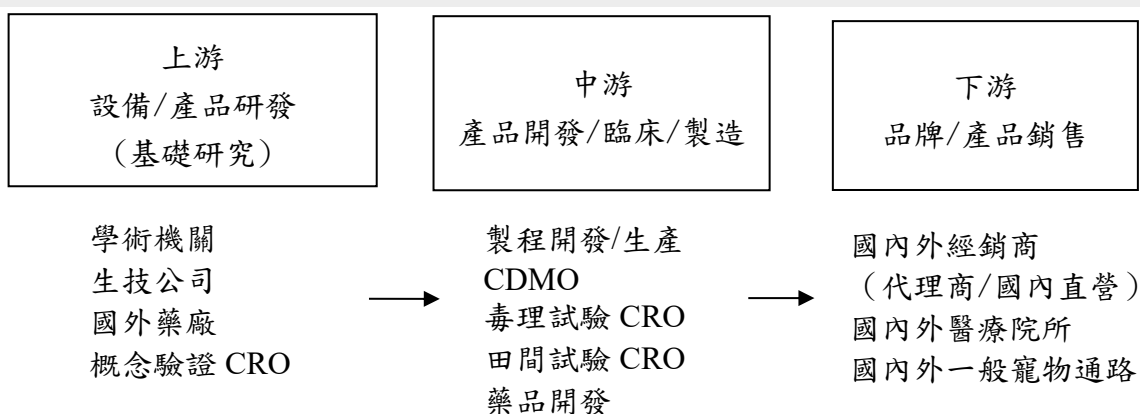 上游
設備/產品研發
（基礎研究）
中游
產品開發/臨床/製造
下游
品牌/產品銷售
學術機關
生技公司
國外藥廠
概念驗證 CRO
製程開發/生產
CDMO
毒理試驗 CRO
田間試驗 CRO
藥品開發
國內外經銷商
（代理商/國內直營）
國內外醫療院所
國內外一般寵物通路